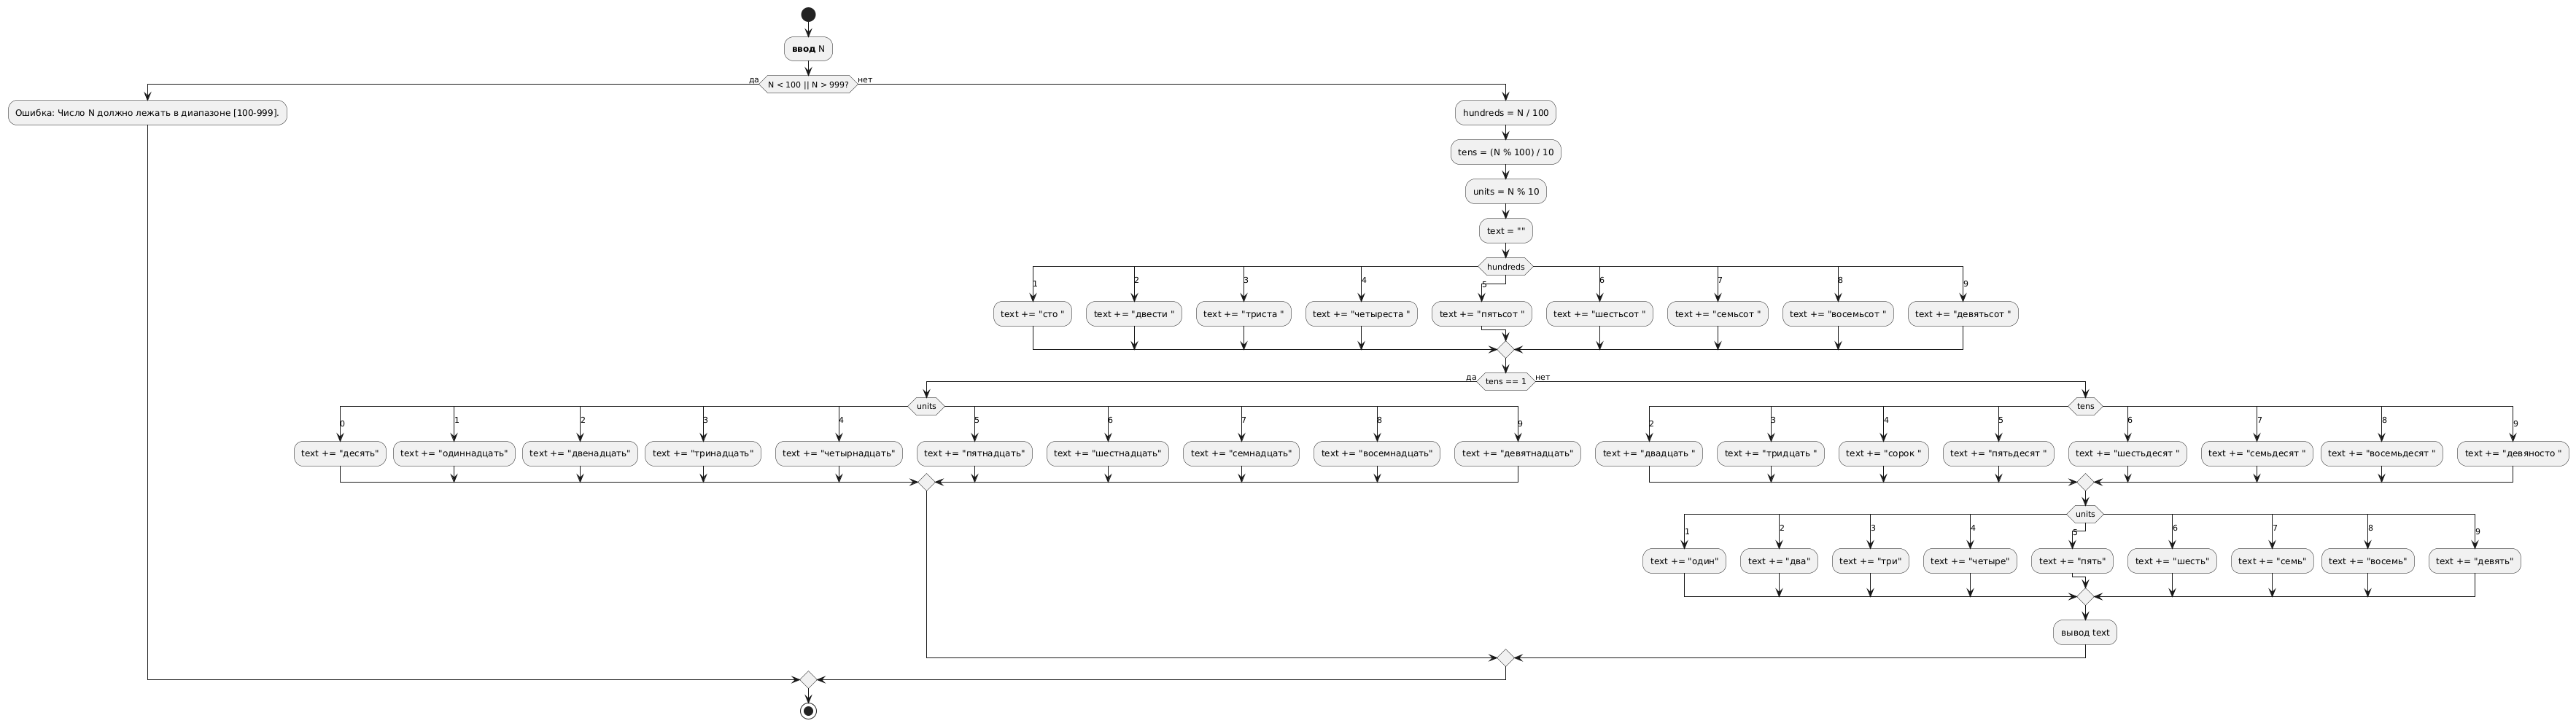 ввод N
да
N < 100 || N > 999?
нет
Ошибка: Число N должно лежать в диапазоне [100-999].
hundreds = N / 100
tens = (N % 100) / 10
units = N % 10
text = ""
hundreds
1
2
3
4
5
6
7
8
9
text += "сто "
text += "двести "
text += "триста "
text += "четыреста "
text += "пятьсот "
text += "шестьсот "
text += "семьсот "
text += "восемьсот "
text += "девятьсот "
да
tens == 1
нет
units
0
1
2
3
4
5
6
7
8
9
text += "десять"
text += "одиннадцать"
text += "двенадцать"
text += "тринадцать"
text += "четырнадцать"
text += "пятнадцать"
text += "шестнадцать"
text += "семнадцать"
text += "восемнадцать"
text += "девятнадцать"
tens
2
3
4
5
6
7
8
9
text += "двадцать "
text += "тридцать "
text += "сорок "
text += "пятьдесят "
text += "шестьдесят "
text += "семьдесят "
text += "восемьдесят "
text += "девяносто "
units
1
2
3
4
5
6
7
8
9
text += "один"
text += "два"
text += "три"
text += "четыре"
text += "пять"
text += "шесть"
text += "семь"
text += "восемь"
text += "девять"
вывод text